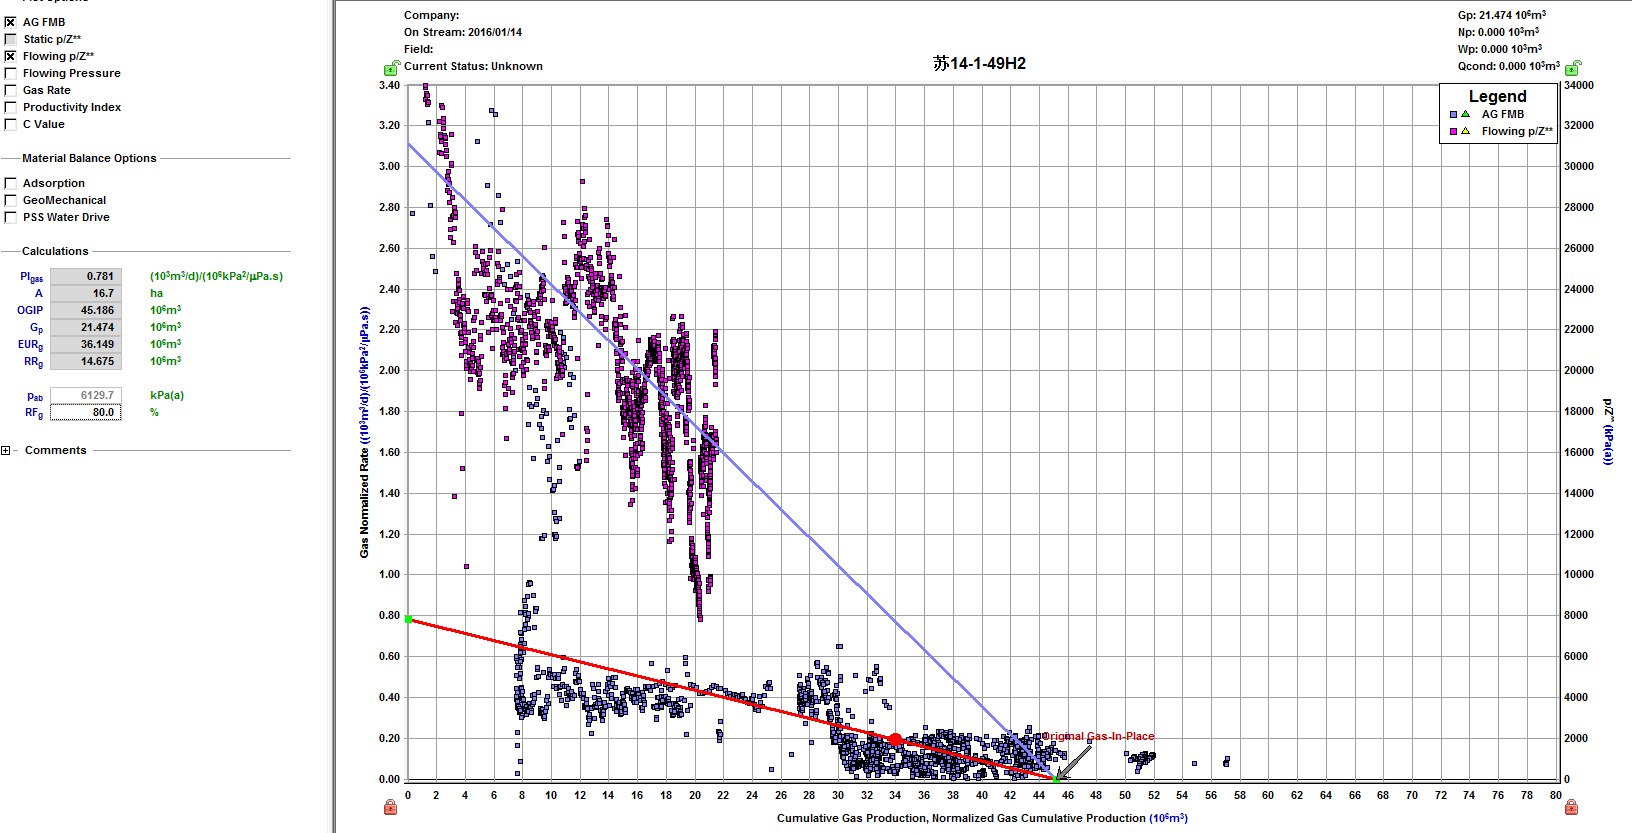 AG FMB
Static p/Z**
Flowing p/Z**
Flowing Pressure
Gas Rate
Productivity Index
C Value
Material Balance Options
Adsorption
GeoMechanical
PSS Water Drive
Calculations
PIgas 0.781 (10³m³/d)/(10⁶kPa²/µPa.s)
A 16.7 ha
OGIP 45.186 10⁶m³
Gp 21.474 10⁶m³
EURg 36.149 10⁶m³
RRg 14.675 10⁶m³
pab 6129.7 kPa(a)
RFg 80.0 %
Comments
Company:
On Stream: 2016/01/14
Field:
Current Status: Unknown
苏14-1-49H2
Gp: 21.474 10⁶m³
Np: 0.000 10³m³
Wp: 0.000 10³m³
Qcond: 0.000 10³m³
Legend
AG FMB
Flowing p/Z**
Gas Normalized Rate ((10³m³/d)/(10⁶kPa²/µPa.s))
3.40
3.20
3.00
2.80
2.60
2.40
2.20
2.00
1.80
1.60
1.40
1.20
1.00
0.80
0.60
0.40
0.20
0.00
34000
32000
30000
28000
26000
24000
22000
20000
18000
16000
14000
12000
10000
8000
6000
4000
2000
0
p/Z** (kPa(a))
Original Gas-In-Place
0 2 4 6 8 10 12 14 16 18 20 22 24 26 28 30 32 34 36 38 40 42 44 46 48 50 52 54 56 58 60 62 64 66 68 70 72 74 76 78 80
Cumulative Gas Production, Normalized Gas Cumulative Production (10⁶m³)